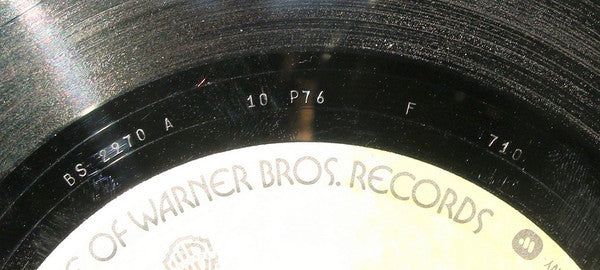 BS 2970 A 10 P76 F 710
OF WARNER BROS. RECORDS